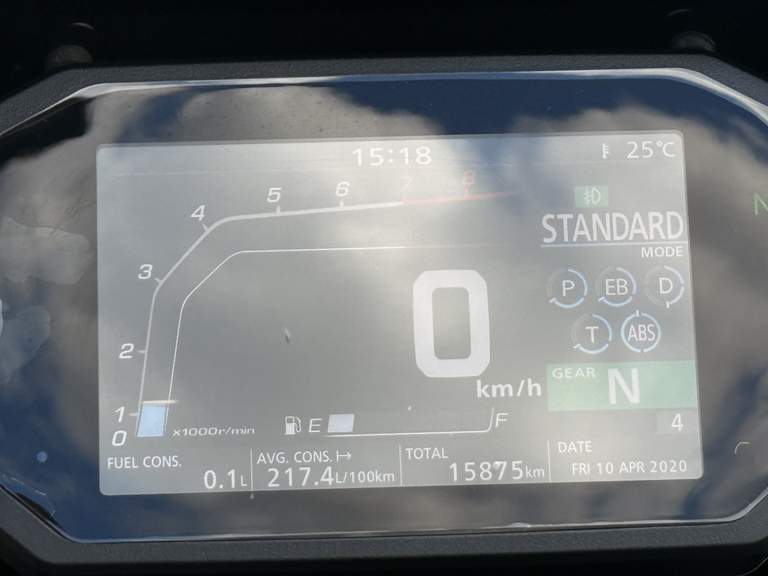 15:18
25°C
8
7
6
5
4
3
2
1
0
x1000r/min
STANDARD
MODE
P EB D
T ABS
0
km/h
GEAR N
4
E F
FUEL CONS.
0.1L
AVG. CONS. ↦
217.4L/100km
TOTAL
15875km
DATE
FRI 10 APR 2020
N